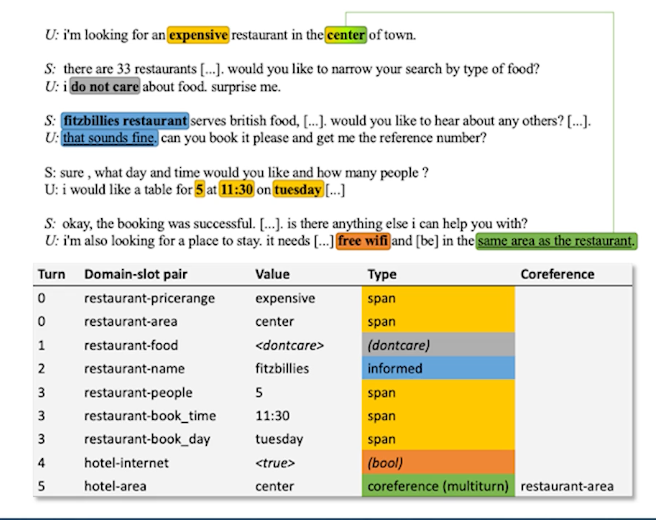 U: i'm looking for an expensive restaurant in the center of town.
S: there are 33 restaurants [...]. would you like to narrow your search by type of food?
U: i do not care about food. surprise me.
S: fitzbillies restaurant serves british food, [...]. would you like to hear about any others? [...].
U: that sounds fine. can you book it please and get me the reference number?
S: sure , what day and time would you like and how many people ?
U: i would like a table for 5 at 11:30 on tuesday [...]
S: okay, the booking was successful. [...]. is there anything else i can help you with?
U: i'm also looking for a place to stay. it needs [...] free wifi and [be] in the same area as the restaurant.
Turn Domain-slot pair Value Type Coreference
0 restaurant-pricerange expensive span
0 restaurant-area center span
1 restaurant-food <dontcare> (dontcare)
2 restaurant-name fitzbillies informed
3 restaurant-people 5 span
3 restaurant-book_time 11:30 span
3 restaurant-book_day tuesday span
4 hotel-internet <true> (bool)
5 hotel-area center coreference (multiturn) restaurant-area